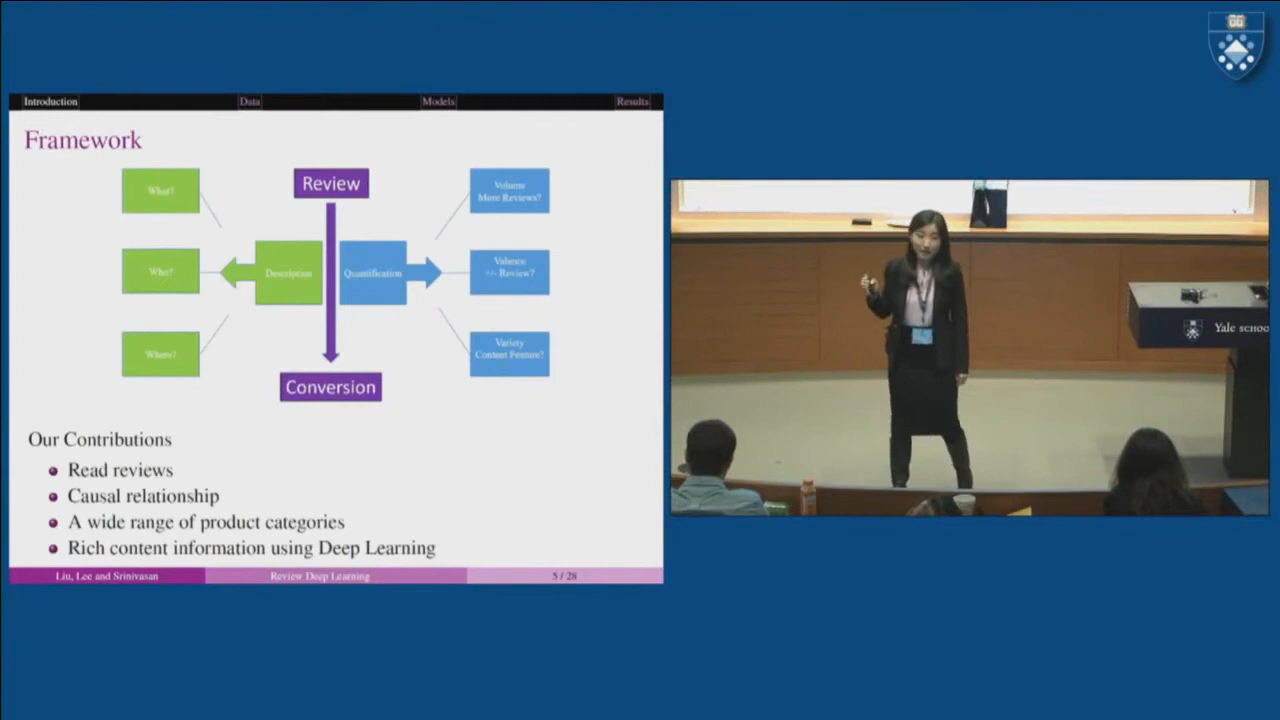 Introduction
Data
Models
Results
Framework
What?
Who?
Where?
Description
Review
Conversion
Quantification
Volume
More Reviews?
Valence
+/- Review?
Variety
Content Feature?
Our Contributions
Read reviews
Causal relationship
A wide range of product categories
Rich content information using Deep Learning
Liu, Lee and Srinivasan
Review Deep Learning
5 / 28
Yale SCHOO